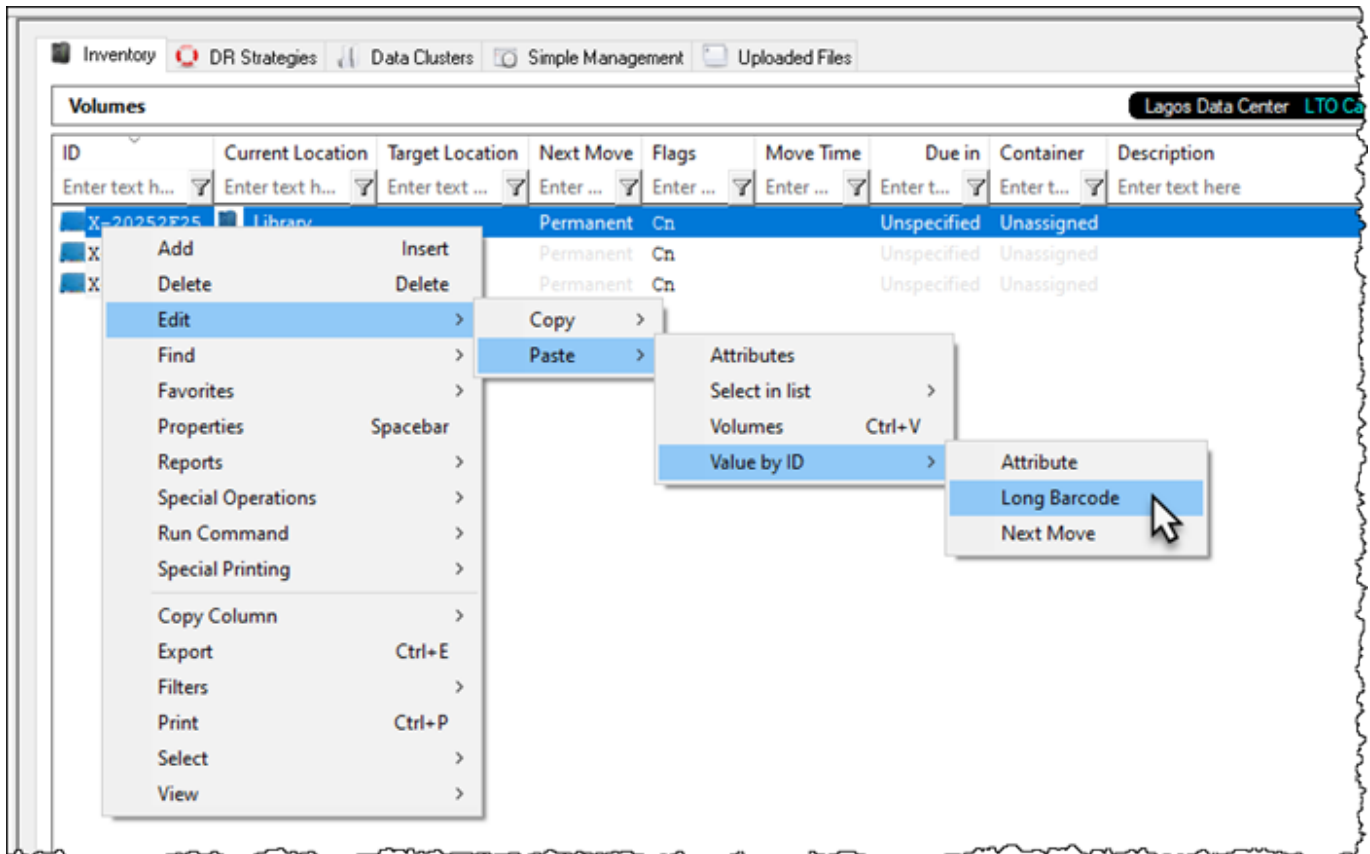 Inventory DR Strategies Data Clusters Simple Management Uploaded Files
Volumes Lagos Data Center LTO
ID Current Location Target Location Next Move Flags Move Time Due in Container Description
Enter text h... Enter text h... Enter text ... Enter ... Enter ... Enter ... Enter t... Enter t... Enter text here
X-20252F25 Library Permanent Cn Unspecified Unassigned
X Permanent Cn Unspecified Unassigned
X Permanent Cn Unspecified Unassigned
Add Insert
Delete Delete
Edit >
Find >
Favorites >
Properties Spacebar
Reports >
Special Operations >
Run Command >
Special Printing >
Copy Column >
Export Ctrl+E
Filters >
Print Ctrl+P
Select >
View >
Copy >
Paste >
Attributes
Select in list >
Volumes Ctrl+V
Value by ID >
Attribute
Long Barcode
Next Move